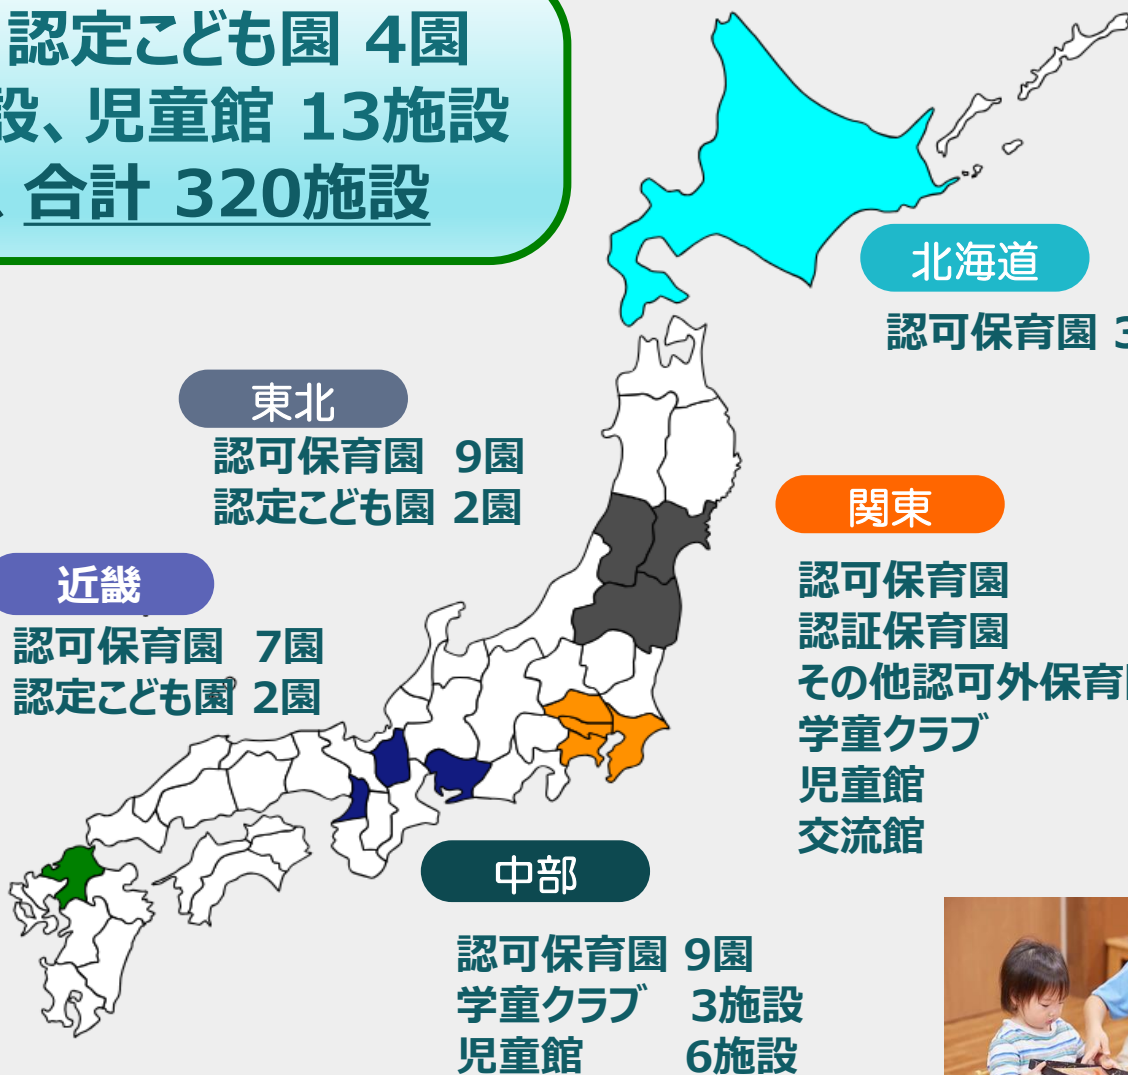 認定こども園 4園
設、児童館 13施設
、合計 320施設
北海道
認可保育園 3
東北
認可保育園 9園
認定こども園 2園
近畿
認可保育園 7園
認定こども園 2園
関東
認可保育園
認証保育園
その他認可外保育
学童クラブ
児童館
交流館
中部
認可保育園 9園
学童クラブ 3施設
児童館 6施設